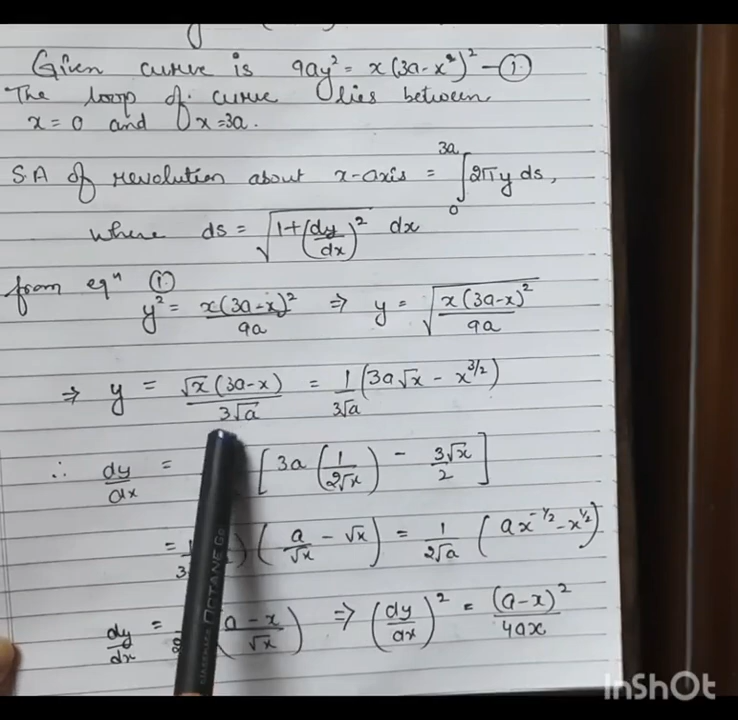 Given curve is 9ay² = x(3a-x²)² - ①
The loop of curve lies between
x = 0 and x = 3a.
S.A of revolution about x-axis = ∫₀³ᵃ 2πy ds,
where ds = √(1+(dy/dx)²) dx
from eqⁿ ①
y² = x(3a-x)²/9a ⇒ y = √(x(3a-x)²/9a)
⇒ y = √x(3a-x)/3√a = 1/3√a (3a√x - x^3/2)
∴ dy/dx = [3a(1/2√x) - 3√x/2]
= (a/√x - √x) = 1/2√a (ax^-1/2 - x^1/2)
dy/dx = (a-x/√x) ⇒ (dy/dx)² = (a-x)²/4ax
OCTANE GEL
InShOt